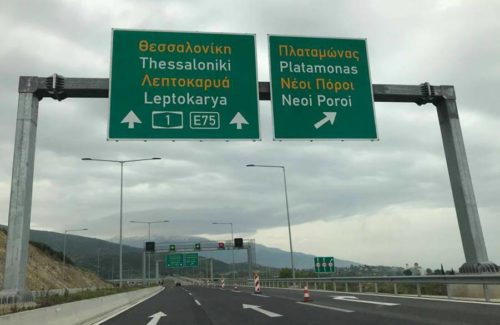 Θεσσαλονίκη
Thessaloniki
Λεπτοκαρυά
Leptokarya
1 E75
Πλαταμώνας
Platamonas
Νέοι Πόροι
Neoi Poroi